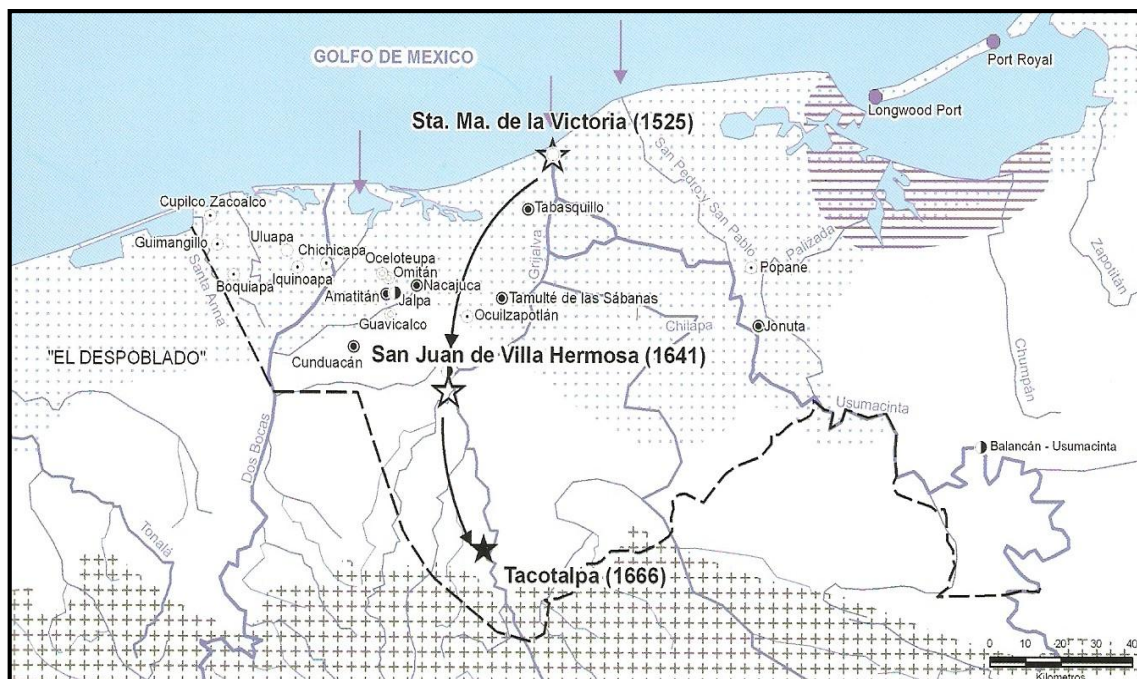 GOLFO DE MEXICO
Port Royal
Longwood Port
Sta. Ma. de la Victoria (1525)
San Pedro y San Pablo
Cupilco Zacoalco
Tabasquillo
Guimangillo
Uluapa
Chichicapa
Oceloteupa
Omitán
Grijalva
Palizada
Zapotitán
Popane
Santa Anna
Boquiapa
Iquinoapa
Nacajuca
Amatitán
Jalpa
Tamulté de las Sábanas
Guavicalco
Ocuilzapotlán
Chilapa
Jonuta
"EL DESPOBLADO"
Cunduacán
San Juan de Villa Hermosa (1641)
Chumpán
Usumacinta
Dos Bocas
Balancán - Usumacinta
Tonalá
Tacotalpa (1666)
0 10 20 30 40
Kilometros